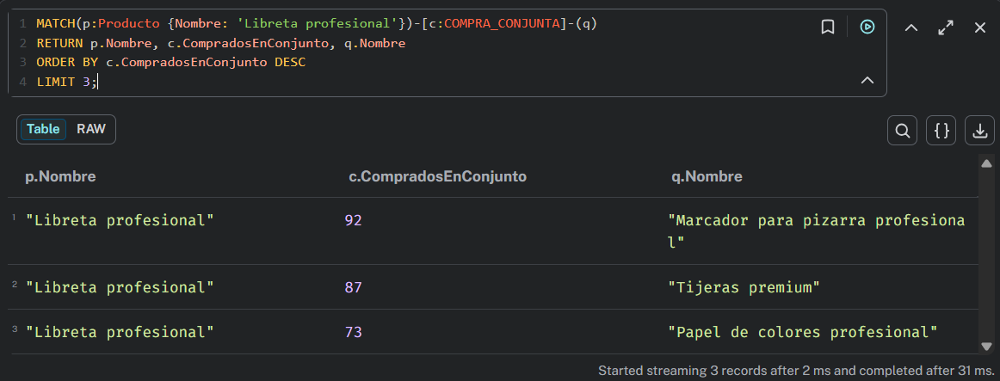 1 MATCH(p:Producto {Nombre: 'Libreta profesional'})-[c:COMPRA_CONJUNTA]-(q)
2 RETURN p.Nombre, c.CompradosEnConjunto, q.Nombre
3 ORDER BY c.CompradosEnConjunto DESC
4 LIMIT 3;
Table RAW
p.Nombre c.CompradosEnConjunto q.Nombre
1 "Libreta profesional" 92 "Marcador para pizarra profesiona
l"
2 "Libreta profesional" 87 "Tijeras premium"
3 "Libreta profesional" 73 "Papel de colores profesional"
Started streaming 3 records after 2 ms and completed after 31 ms.